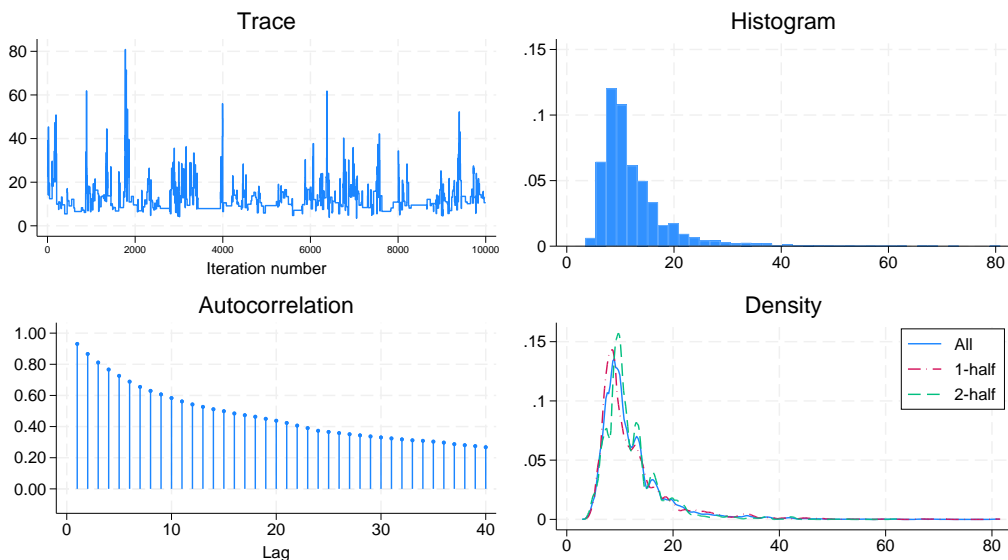 Trace
80
60
40
20
0
0 2000 4000 6000 8000 10000
Iteration number
Histogram
.15
.1
.05
0
0 20 40 60 80
Autocorrelation
1.00
0.80
0.60
0.40
0.20
0.00
0 10 20 30 40
Lag
Density
.15
.1
.05
0
0 20 40 60 80
All
1-half
2-half